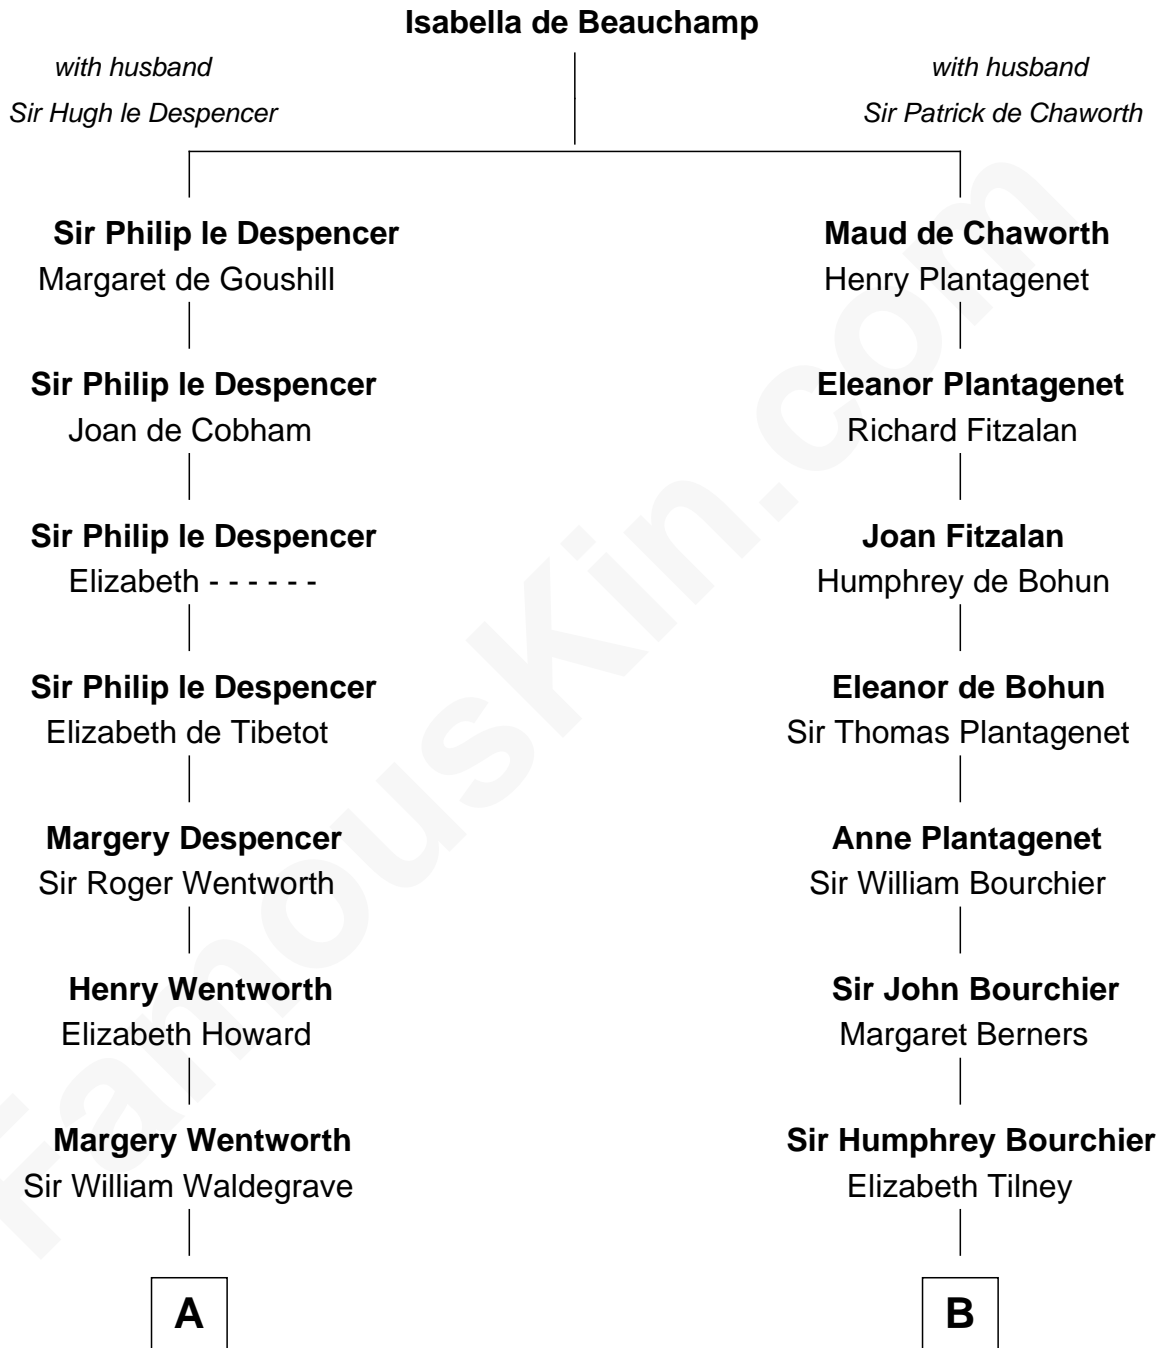 Isabella de Beauchamp
with husband
Sir Hugh le Despencer
with husband
Sir Patrick de Chaworth
Sir Philip le Despencer
Margaret de Goushill
Maud de Chaworth
Henry Plantagenet
Sir Philip le Despencer
Joan de Cobham
Eleanor Plantagenet
Richard Fitzalan
Sir Philip le Despencer
Elizabeth - - - - - -
Joan Fitzalan
Humphrey de Bohun
Sir Philip le Despencer
Elizabeth de Tibetot
Eleanor de Bohun
Sir Thomas Plantagenet
Margery Despencer
Sir Roger Wentworth
Anne Plantagenet
Sir William Bourchier
Henry Wentworth
Elizabeth Howard
Sir John Bourchier
Margaret Berners
Margery Wentworth
Sir William Waldegrave
Sir Humphrey Bourchier
Elizabeth Tilney
A
B
FamousKin.com